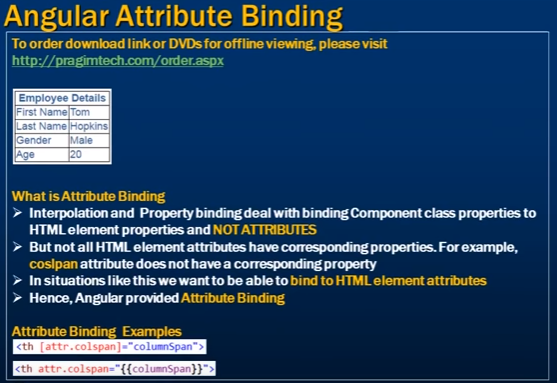 Angular Attribute Binding
To order download link or DVDs for offline viewing, please visit
http://pragimtech.com/order.aspx
Employee Details
First Name Tom
Last Name Hopkins
Gender Male
Age 20
What is Attribute Binding
➢ Interpolation and Property binding deal with binding Component class properties to
HTML element properties and NOT ATTRIBUTES
➢ But not all HTML element attributes have corresponding properties. For example,
coslpan attribute does not have a corresponding property
➢ In situations like this we want to be able to bind to HTML element attributes
➢ Hence, Angular provided Attribute Binding
Attribute Binding Examples
<th [attr.colspan]="columnSpan">
<th attr.colspan="{{columnSpan}}">